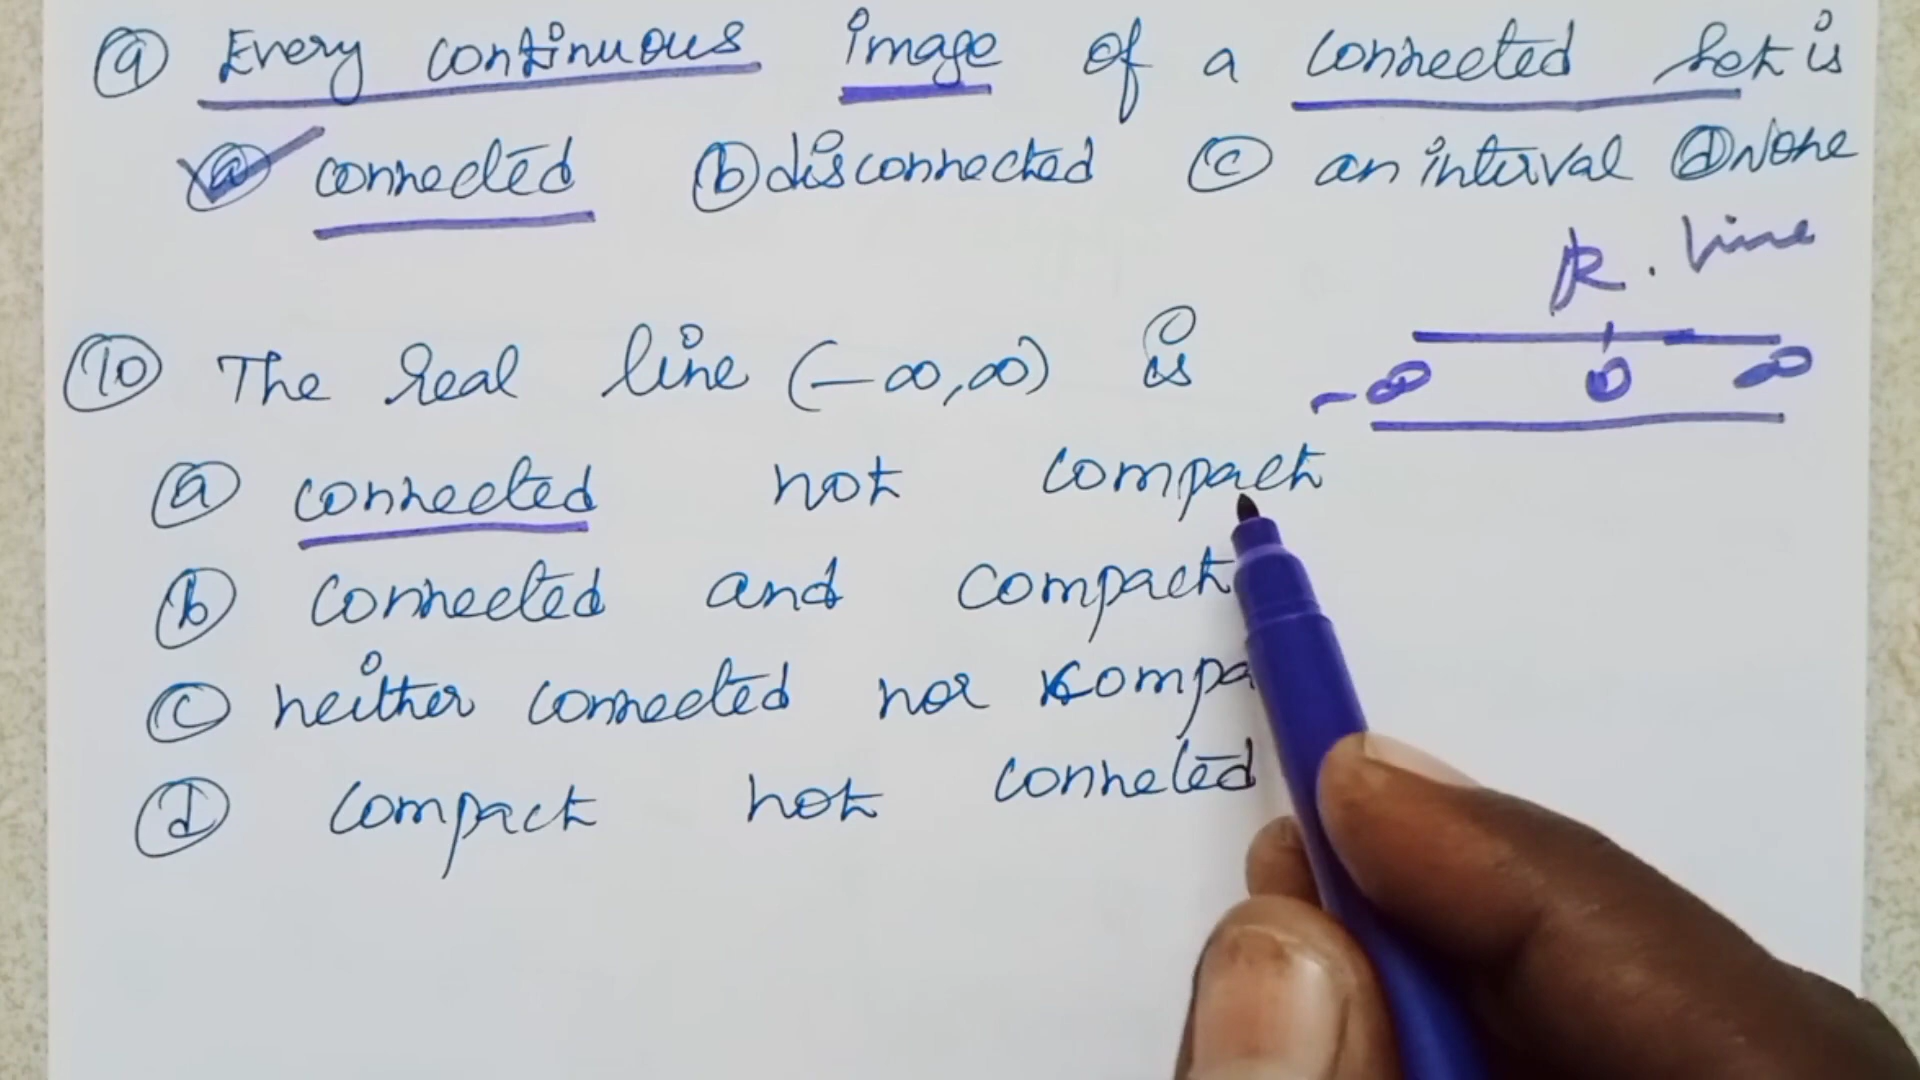 9 Every continuous image of a connected set is
a connected b disconnected c an interval d None
R. line
10 The real line (-∞,∞) is
-∞ 0 ∞
a connected not compact
b connected and compact
c neither connected nor compa
d compact not conneted